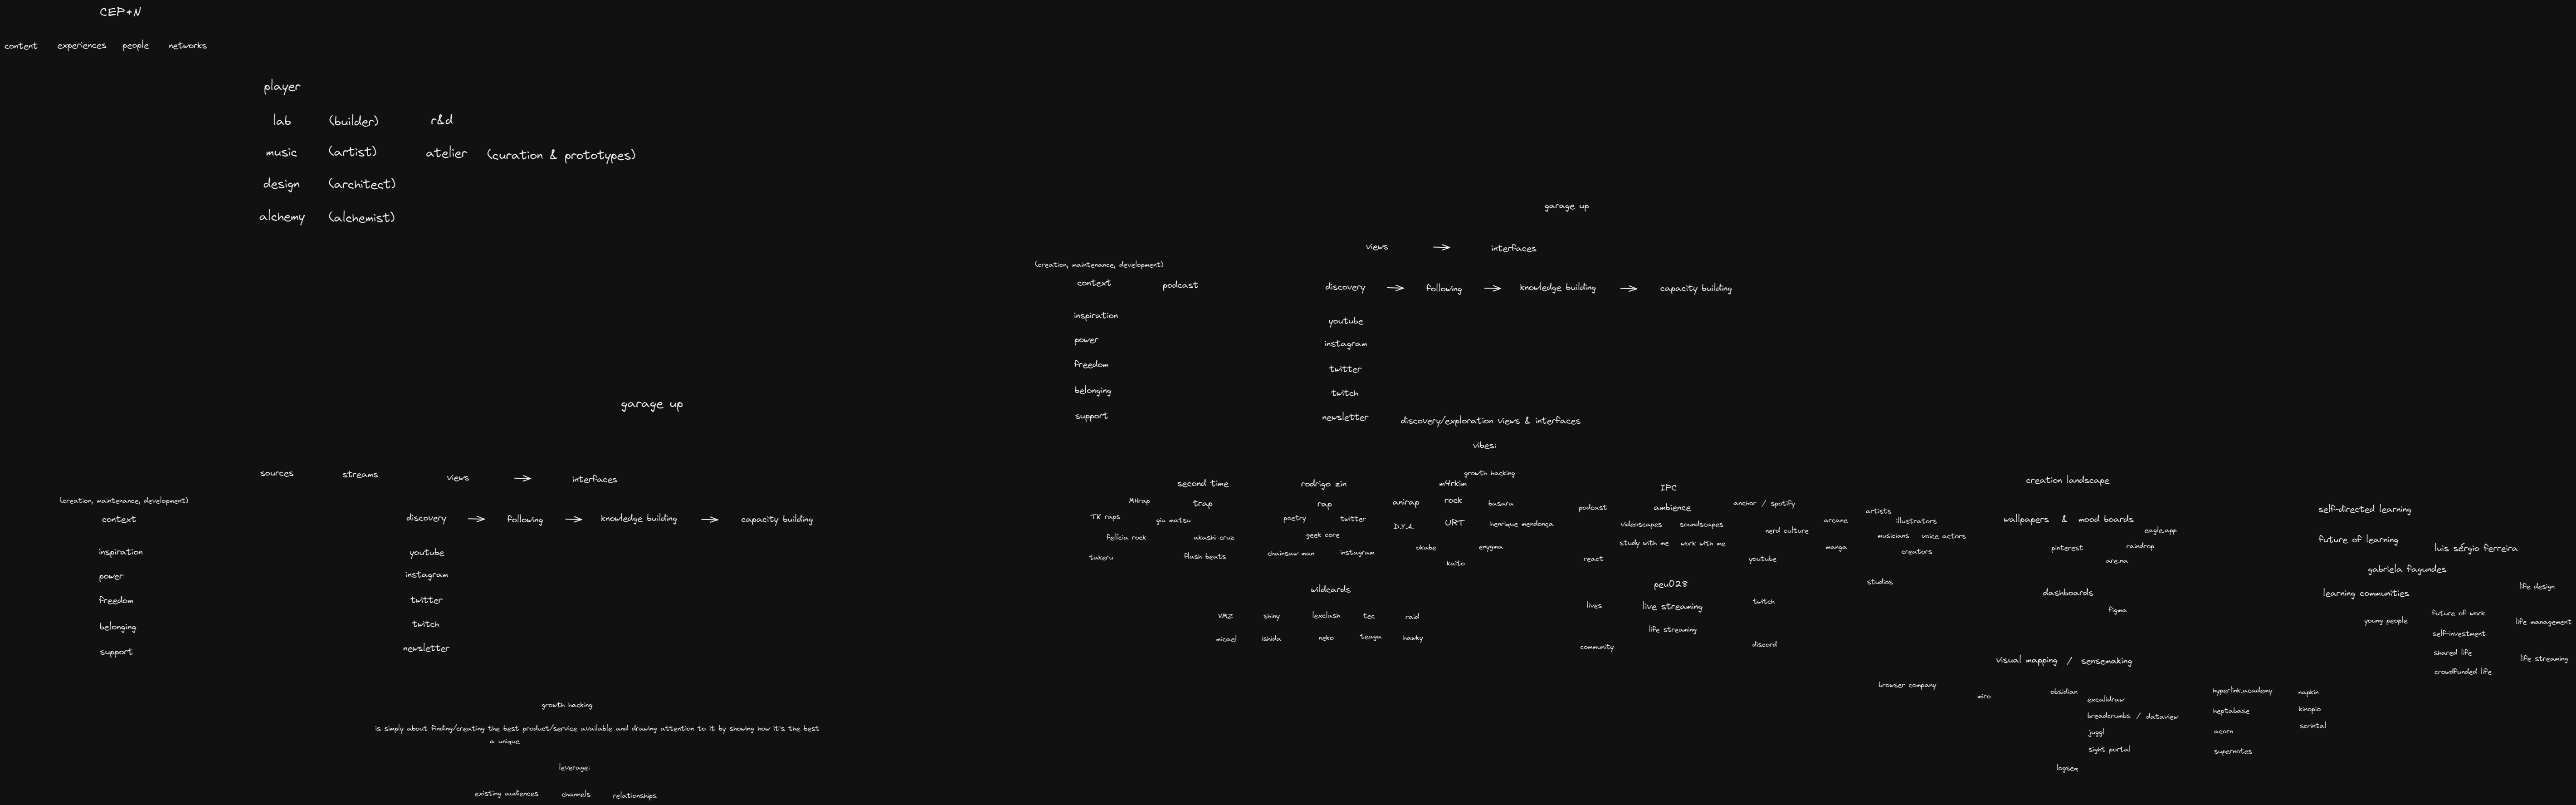 CEP+N
content experiences people networks
player
lab (builder) r&d
music (artist) atelier (curation & prototypes)
design (architect)
alchemy (alchemist)
garage up
sources streams views → interfaces
(creation, maintenance, development)
context discovery → following → knowledge building → capacity building
inspiration youtube
power instagram
freedom twitter
belonging twitch
support newsletter
growth hacking
is simply about finding/creating the best product/service available and drawing attention to it by showing how it's the best
a unique
leverage:
existing audiences channels relationships
garage up
views → interfaces
(creation, maintenance, development)
context podcast discovery → following → knowledge building → capacity building
inspiration youtube
power instagram
freedom twitter
belonging twitch
support newsletter discovery/exploration views & interfaces
vibes:
growth hacking
second time
MHrap trap
TK raps giu matsu
felícia rock akashi cruz
takeru flash beats
rodrigo zin
rap
poetry twitter
geek core
chainsaw man instagram
m4rkim
anirap rock basara
D.Y.A. URT henrique mendonça
okabe enygma
kaito
wildcards
VMZ shiny lexclash tec raid
micael ishida neko teaga hawky
IPC
podcast ambience anchor / spotify
videoscapes soundscapes
nerd culture
study with me work with me
react youtube
arcane
manga
artists
illustrators
musicians voice actors
creators
studios
peu028
lives live streaming twitch
life streaming
community discord
creation landscape
wallpapers & mood boards
eagle.app
pinterest raindrop
are.na
dashboards
figma
visual mapping / sensemaking
browser company
miro obsidian
excalidraw
breadcrumbs / dataview
juggl
sight portal
logseq
hyperlink.academy napkin
heptabase kinopio
acorn scrintal
supernotes
self-directed learning
future of learning
luis sérgio ferreira
gabriela fagundes
life design
learning communities
future of work
young people life management
self-investment
shared life life streaming
crowdfunded life